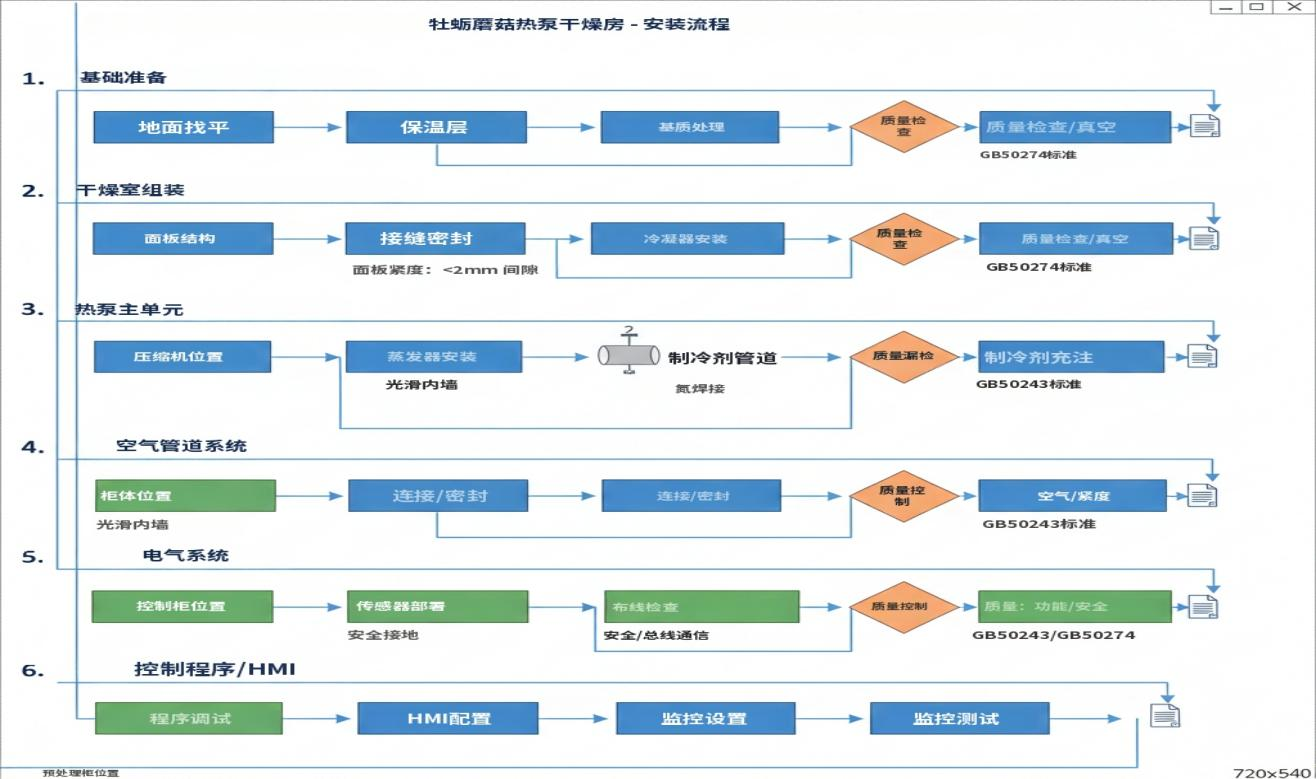 牡蛎蘑菇热泵干燥房 - 安装流程
1. 基础准备
地面找平
保温层
基质处理
质量检
查
质量检查/真空
GB50274标准
2. 干燥室组装
面板结构
接缝密封
冷凝器安装
质量检
查
质量检查/真空
面板紧度：<2mm 间隙
GB50274标准
3. 热泵主单元
压缩机位置
蒸发器安装
2
制冷剂管道
质量漏检
制冷剂充注
光滑内墙
氮焊接
GB50243标准
4. 空气管道系统
柜体位置
连接/密封
连接/密封
质量控
制
空气/紧度
光滑内墙
GB50243标准
5. 电气系统
控制柜位置
传感器部署
布线检查
质量控制
质量：功能/安全
安全接地
安全/总线通信
GB50243/GB50274
6. 控制程序/HMI
程序调试
HMI配置
监控设置
监控测试
预处理柜位置
720x540